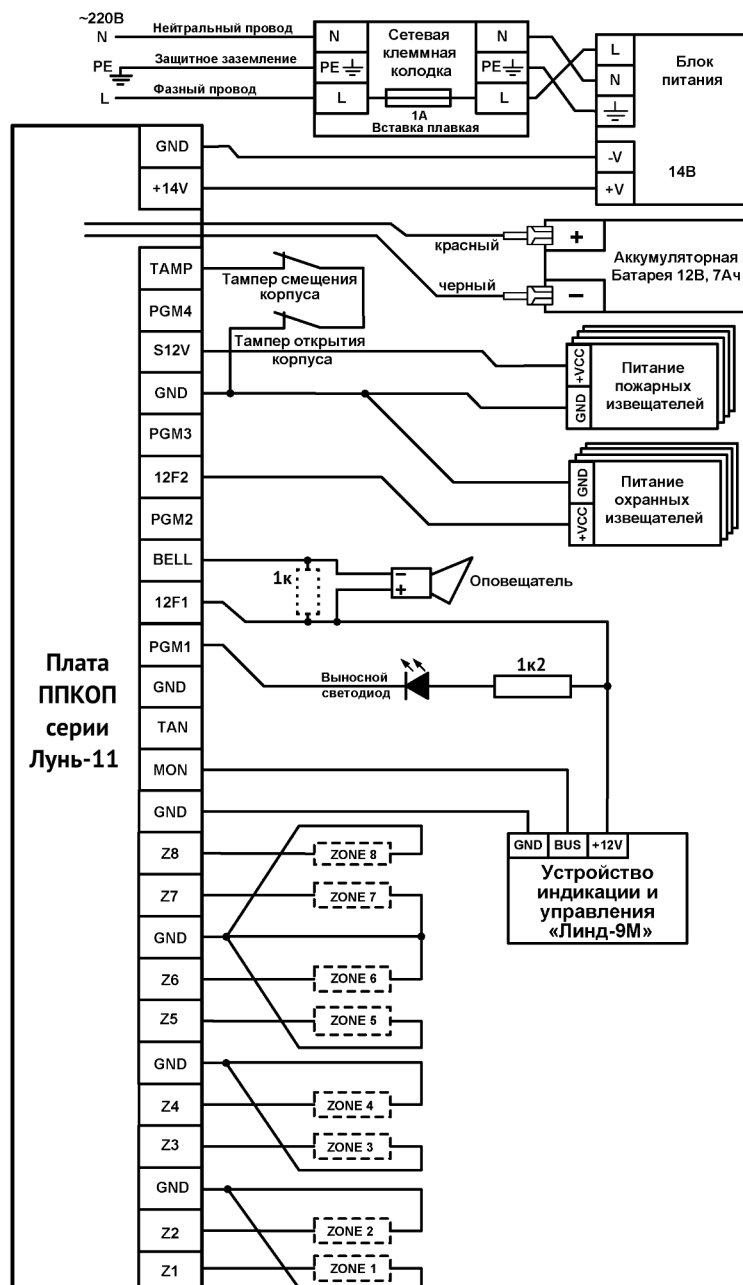 ~220В
N
Нейтральный провод
N
Сетевая
клеммная
колодка
N
PE
Защитное заземление
PE
PE
L
Фазный провод
L
L
1А
Вставка плавкая
L
N
Блок
питания
-V
14В
+V
GND
+14V
красный
+
Аккумуляторная
Батарея 12В, 7Ач
черный
–
TAMP
Тампер смещения
корпуса
PGM4
Тампер открытия
корпуса
S12V
+VCC
GND
Питание
пожарных
извещателей
GND
PGM3
12F2
GND
+VCC
Питание
охранных
извещателей
PGM2
BELL
1к
–
+
Оповещатель
12F1
PGM1
Выносной
светодиод
1к2
GND
TAN
Плата
ППКОП
серии
Лунь-11
MON
GND
GND BUS +12V
Устройство
индикации и
управления
«Линд-9М»
Z8
ZONE 8
Z7
ZONE 7
GND
Z6
ZONE 6
Z5
ZONE 5
GND
Z4
ZONE 4
Z3
ZONE 3
GND
Z2
ZONE 2
Z1
ZONE 1